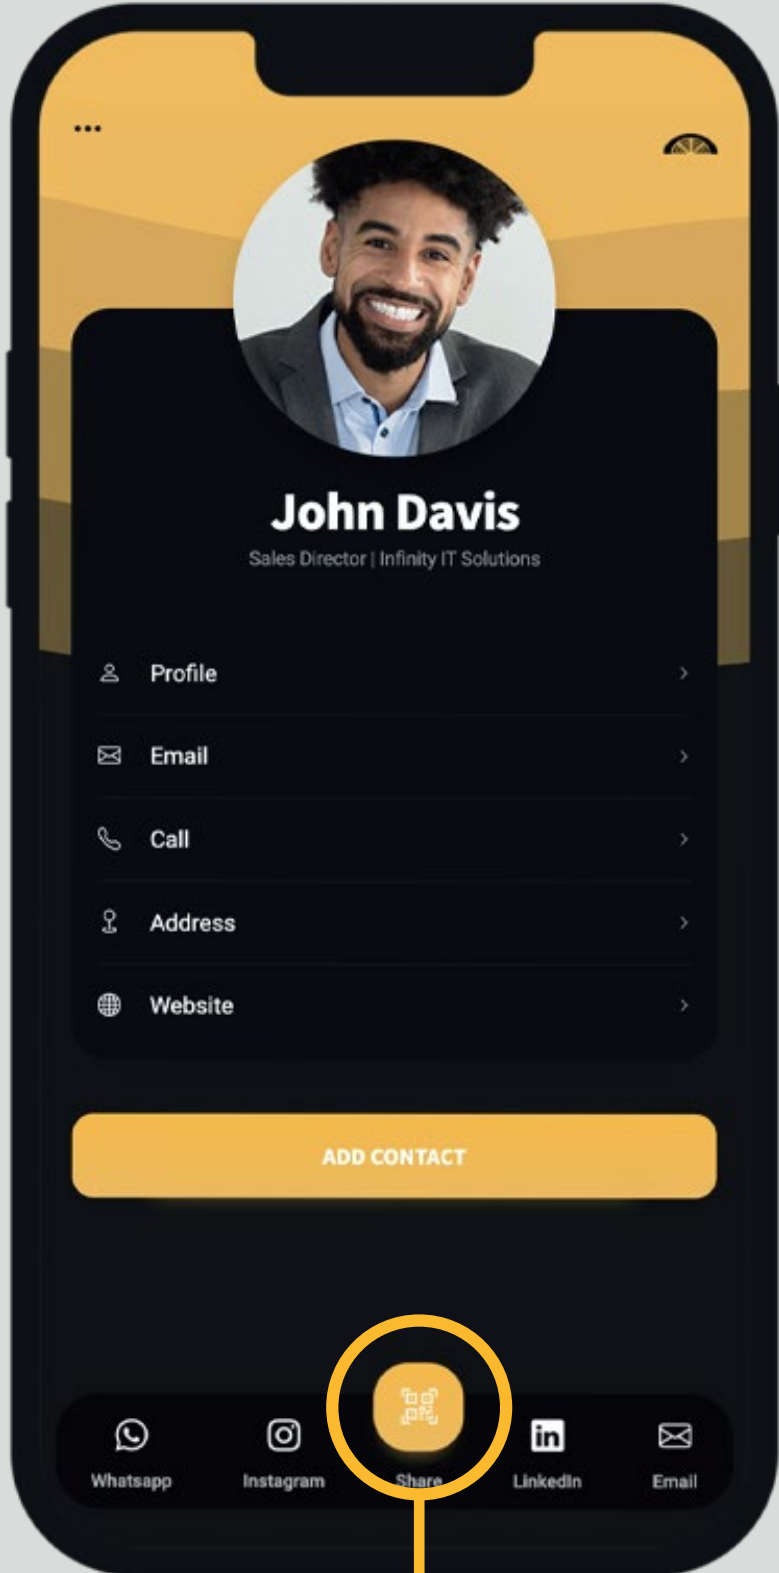 John Davis
Sales Director | Infinity IT Solutions
Profile
Email
Call
Address
Website
ADD CONTACT
Whatsapp
Instagram
Share
LinkedIn
Email